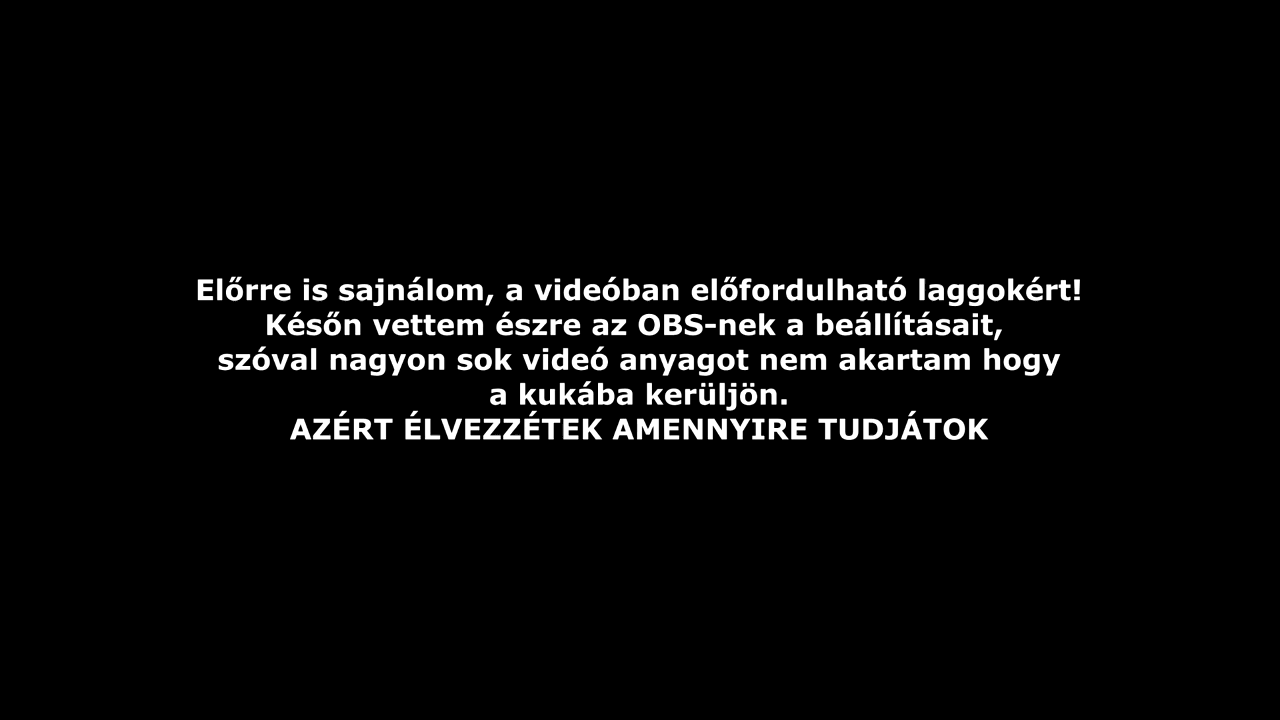 Előrre is sajnálom, a videóban előfordulható laggokért!
Későn vettem észre az OBS-nek a beállításait,
szóval nagyon sok videó anyagot nem akartam hogy
a kukába kerüljön.
AZÉRT ÉLVEZZÉTEK AMENNYIRE TUDJÁTOK